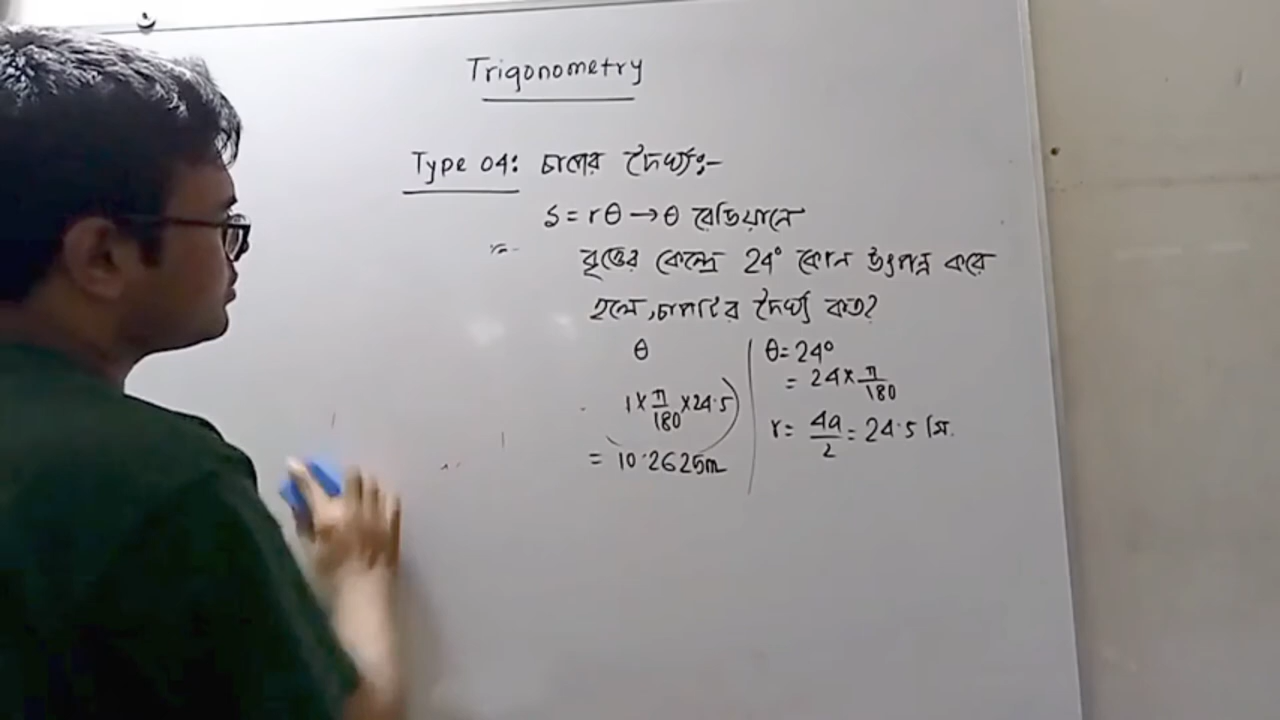 Trigonometry
Type 04: চাপের দৈর্ঘ্য:-
S = rθ → θ রেডিয়ানে
বৃত্তের কেন্দ্রে 24° কোন উৎপন্ন করে
হলে, চাপটির দৈর্ঘ্য কত?
θ
1 × π/180 × 24.5)
= 10.2625m
θ = 24°
= 24 × π/180
r = 49/2 = 24.5 মি.